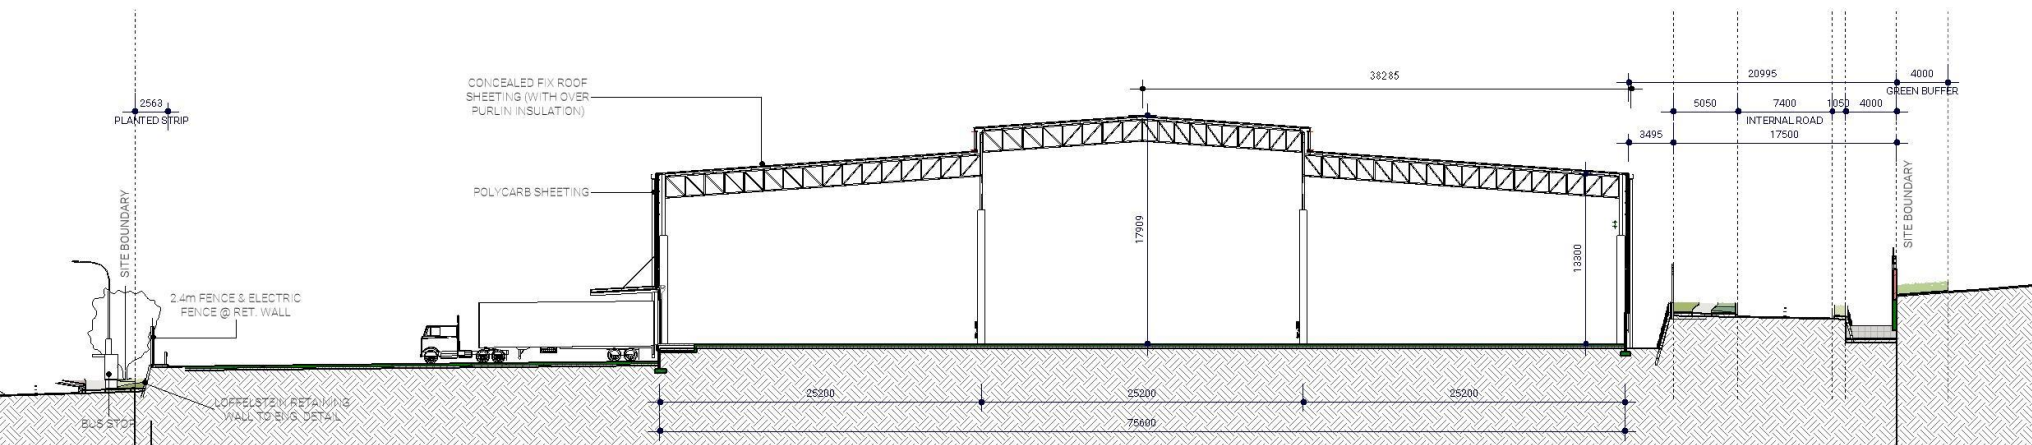 2563
PLANTED STRIP
SITE BOUNDARY
2.4m FENCE & ELECTRIC
FENCE @ RET. WALL
LOFFELSTEIN RETAINING
WALL TO ENG. DETAIL
BUS STOP
CONCEALED FIX ROOF
SHEETING (WITH OVER
PURLIN INSULATION)
POLYCARB SHEETING
38285
17909
13300
25200
25200
25200
75600
20995
4000
GREEN BUFFER
5050
7400
1050
4000
INTERNAL ROAD
3495
17500
SITE BOUNDARY